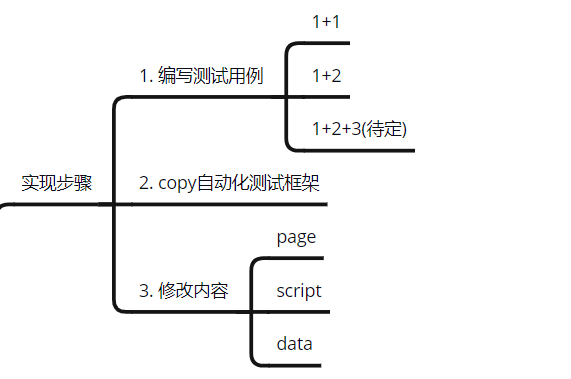 实现步骤
1. 编写测试用例
1+1
1+2
1+2+3(待定)
2. copy自动化测试框架
3. 修改内容
page
script
data